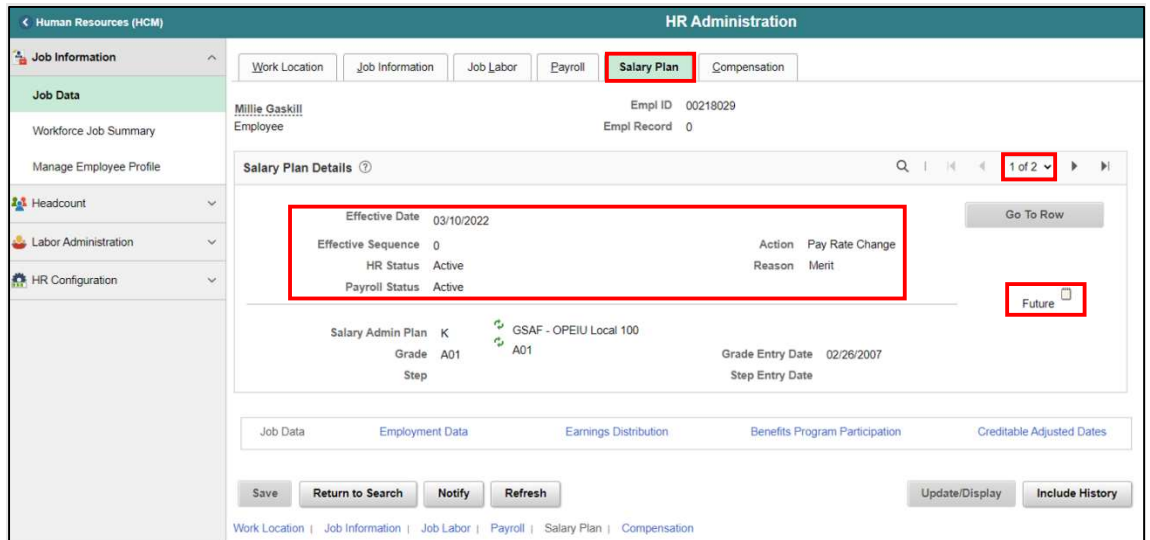 Human Resources (HCM)
HR Administration
Job Information
Job Data
Workforce Job Summary
Manage Employee Profile
Headcount
Labor Administration
HR Configuration
Work Location Job Information Job Labor Payroll Salary Plan Compensation
Millie Gaskill
Employee
Empl ID 00218029
Empl Record 0
Salary Plan Details ?
1 of 2
Go To Row
Effective Date 03/10/2022
Effective Sequence 0
Action Pay Rate Change
HR Status Active
Reason Merit
Payroll Status Active
Future
Salary Admin Plan K GSAF - OPEIU Local 100
Grade A01 A01
Grade Entry Date 02/26/2007
Step
Step Entry Date
Job Data Employment Data Earnings Distribution Benefits Program Participation Creditable Adjusted Dates
Save Return to Search Notify Refresh Update/Display Include History
Work Location | Job Information | Job Labor | Payroll | Salary Plan | Compensation